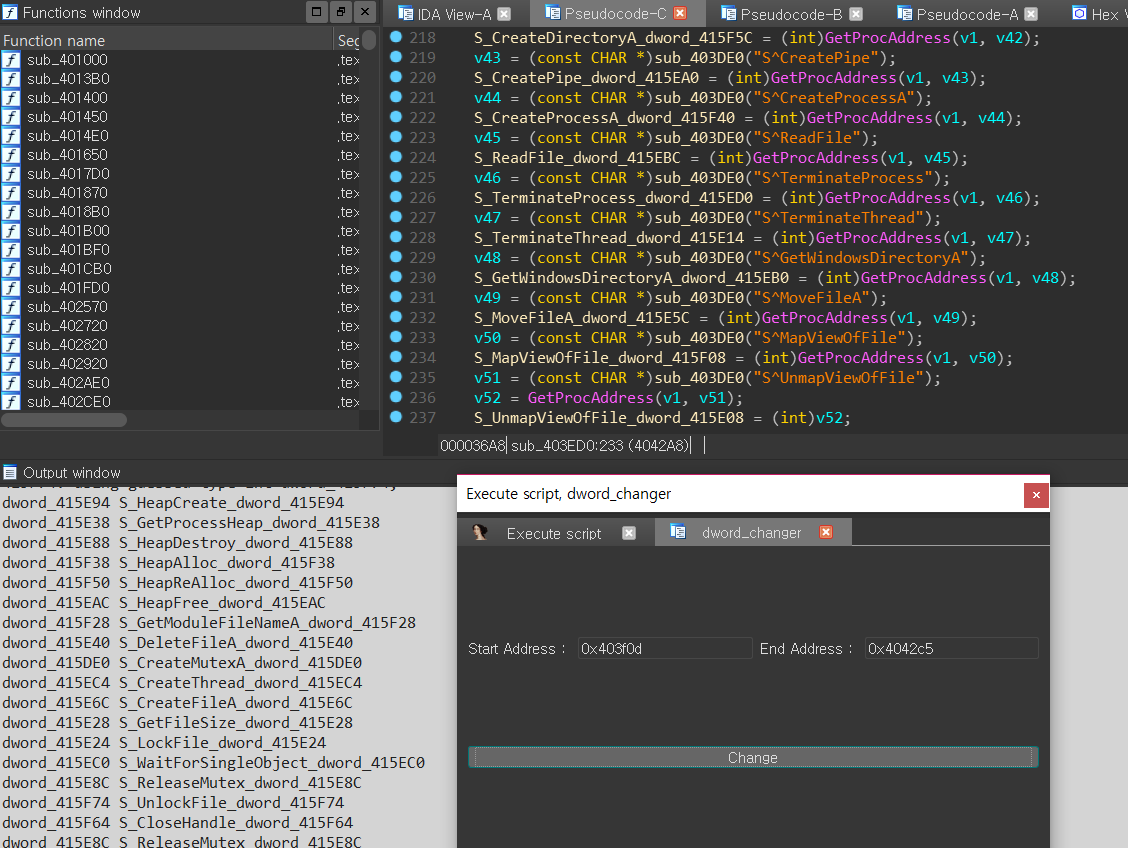 Functions window
Function name Sec
sub_401000 .tex
sub_4013B0 .tex
sub_401400 .tex
sub_401450 .tex
sub_4014E0 .tex
sub_401650 .tex
sub_4017D0 .tex
sub_401870 .tex
sub_4018B0 .tex
sub_401B00 .tex
sub_401BF0 .tex
sub_401CB0 .tex
sub_401FD0 .tex
sub_402570 .tex
sub_402720 .tex
sub_402820 .tex
sub_402920 .tex
sub_402AE0 .tex
sub_402CE0 .tex
IDA View-A Pseudocode-C Pseudocode-B Pseudocode-A Hex V
218 S_CreateDirectoryA_dword_415F5C = (int)GetProcAddress(v1, v42);
219 v43 = (const CHAR *)sub_403DE0("S^CreatePipe");
220 S_CreatePipe_dword_415EA0 = (int)GetProcAddress(v1, v43);
221 v44 = (const CHAR *)sub_403DE0("S^CreateProcessA");
222 S_CreateProcessA_dword_415F40 = (int)GetProcAddress(v1, v44);
223 v45 = (const CHAR *)sub_403DE0("S^ReadFile");
224 S_ReadFile_dword_415EBC = (int)GetProcAddress(v1, v45);
225 v46 = (const CHAR *)sub_403DE0("S^TerminateProcess");
226 S_TerminateProcess_dword_415ED0 = (int)GetProcAddress(v1, v46);
227 v47 = (const CHAR *)sub_403DE0("S^TerminateThread");
228 S_TerminateThread_dword_415E14 = (int)GetProcAddress(v1, v47);
229 v48 = (const CHAR *)sub_403DE0("S^GetWindowsDirectoryA");
230 S_GetWindowsDirectoryA_dword_415EB0 = (int)GetProcAddress(v1, v48);
231 v49 = (const CHAR *)sub_403DE0("S^MoveFileA");
232 S_MoveFileA_dword_415E5C = (int)GetProcAddress(v1, v49);
233 v50 = (const CHAR *)sub_403DE0("S^MapViewOfFile");
234 S_MapViewOfFile_dword_415F08 = (int)GetProcAddress(v1, v50);
235 v51 = (const CHAR *)sub_403DE0("S^UnmapViewOfFile");
236 v52 = GetProcAddress(v1, v51);
237 S_UnmapViewOfFile_dword_415E08 = (int)v52;
000036A8 sub_403ED0:233 (4042A8)
Output window
dword_415E94 S_HeapCreate_dword_415E94
dword_415E38 S_GetProcessHeap_dword_415E38
dword_415E88 S_HeapDestroy_dword_415E88
dword_415F38 S_HeapAlloc_dword_415F38
dword_415F50 S_HeapReAlloc_dword_415F50
dword_415EAC S_HeapFree_dword_415EAC
dword_415F28 S_GetModuleFileNameA_dword_415F28
dword_415E40 S_DeleteFileA_dword_415E40
dword_415DE0 S_CreateMutexA_dword_415DE0
dword_415EC4 S_CreateThread_dword_415EC4
dword_415E6C S_CreateFileA_dword_415E6C
dword_415E28 S_GetFileSize_dword_415E28
dword_415E24 S_LockFile_dword_415E24
dword_415EC0 S_WaitForSingleObject_dword_415EC0
dword_415E8C S_ReleaseMutex_dword_415E8C
dword_415F74 S_UnlockFile_dword_415F74
dword_415F64 S_CloseHandle_dword_415F64
dword_415E8C S_ReleaseMutex_dword_415E8C
Execute script, dword_changer
Execute script dword_changer
Start Address : 0x403f0d End Address : 0x4042c5
Change